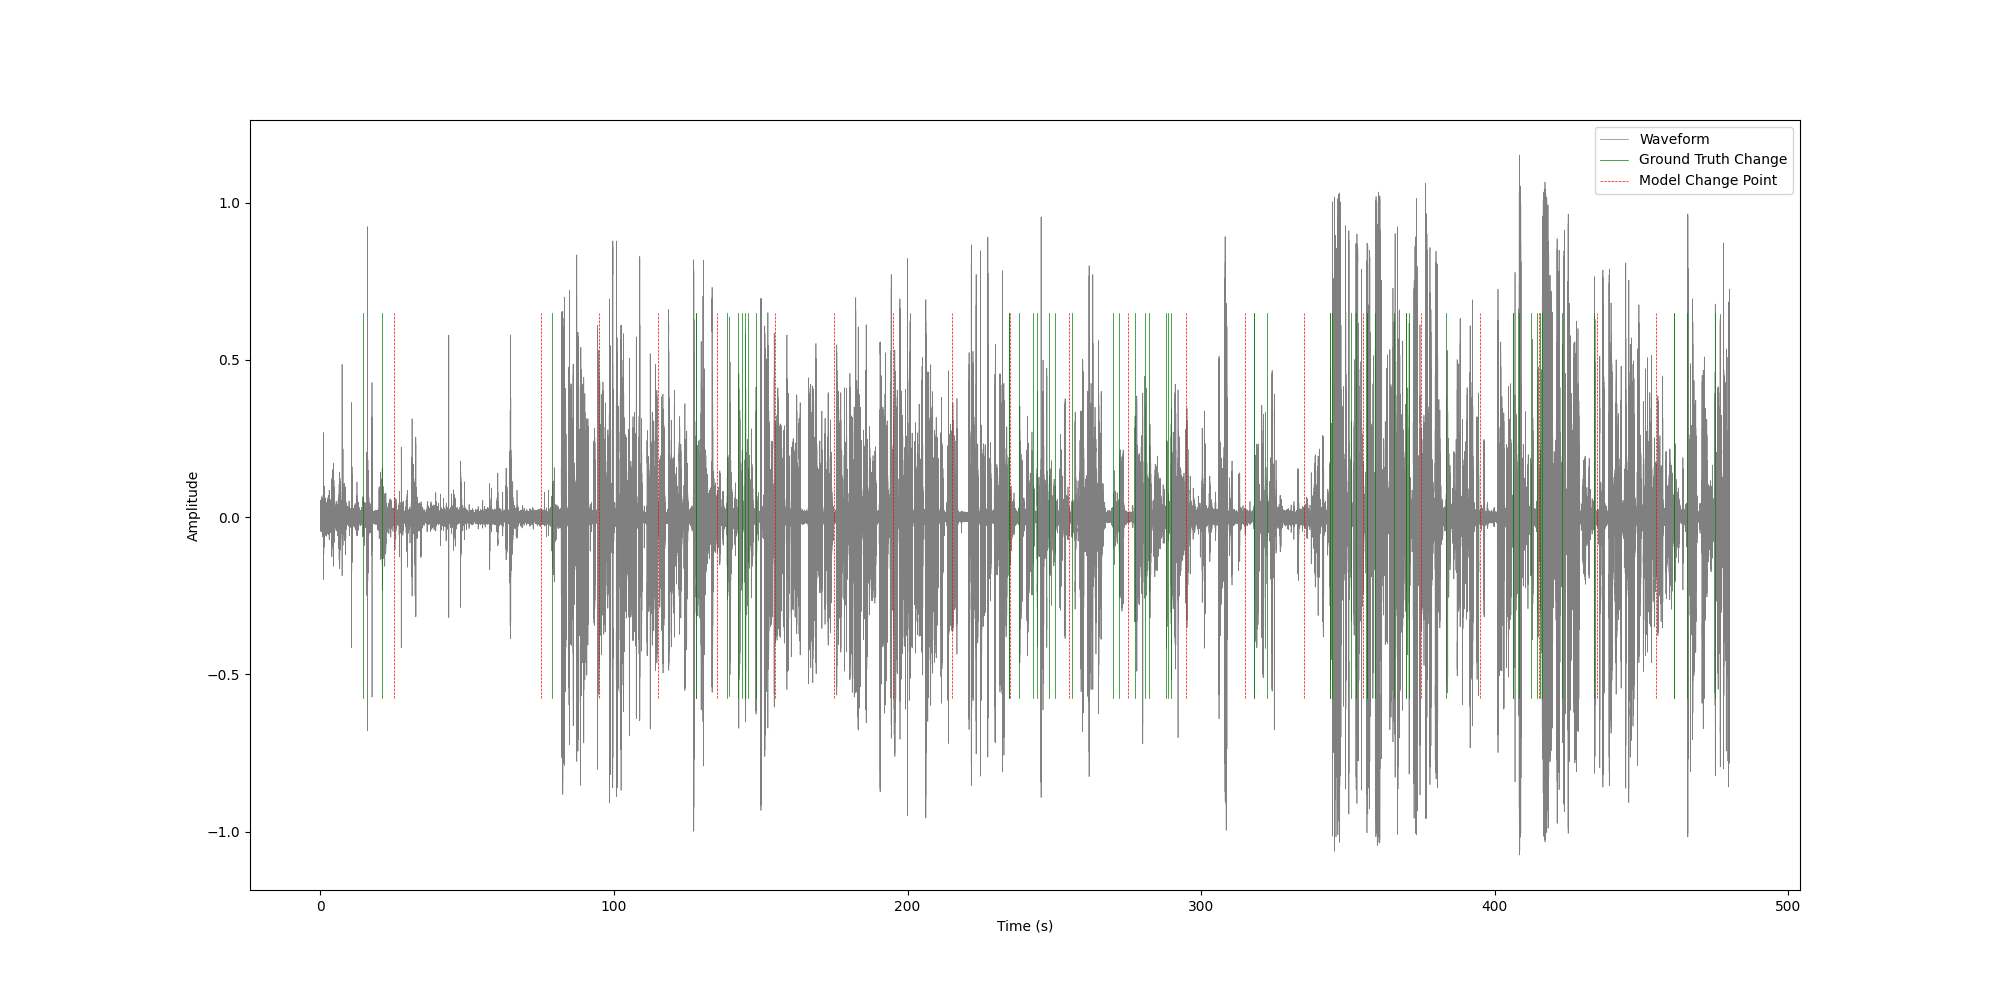 Waveform
Ground Truth Change
Model Change Point
1.0
0.5
0.0
−0.5
−1.0
Amplitude
0 100 200 300 400 500
Time (s)